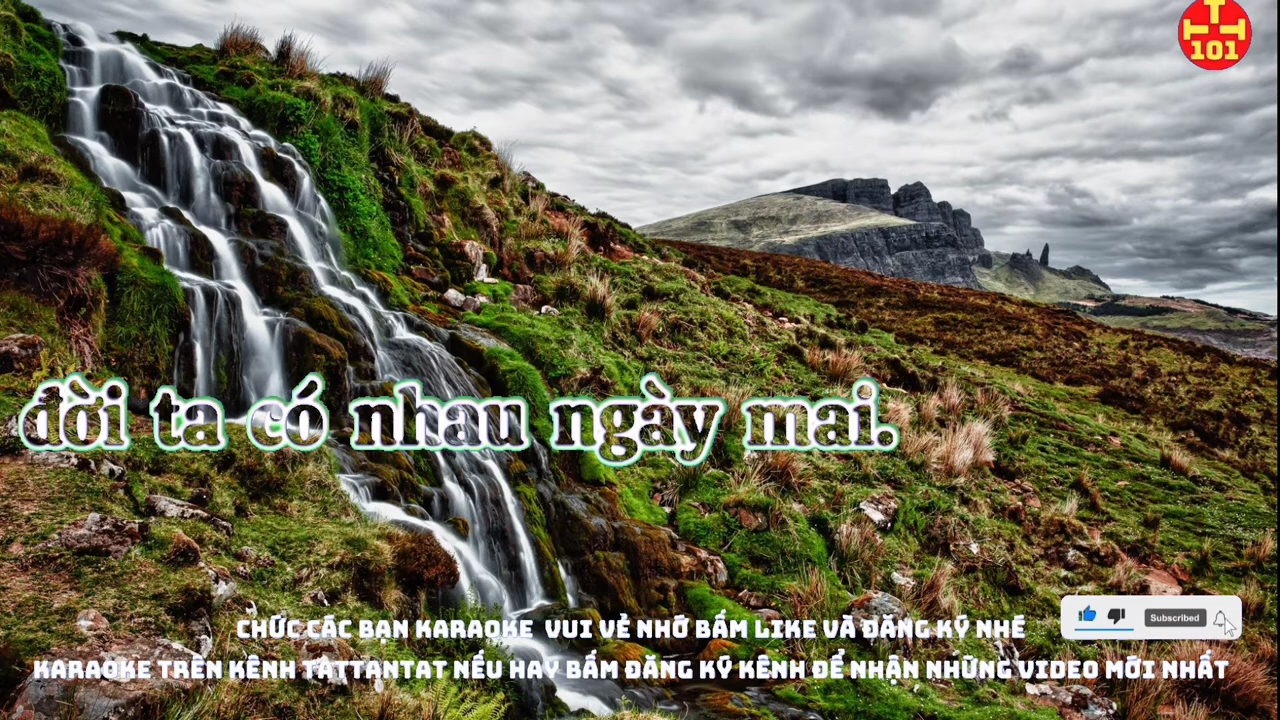 TTT
101
đời ta có nhau ngày mai.
CHÚC CÁC BẠN KARAOKE VUI VẺ NHỚ BẤM LIKE VÀ ĐĂNG KÝ NHÉ
Subscribed
KARAOKE TRÊN KÊNH TATTANTAT NẾU HAY BẤM ĐĂNG KÝ KÊNH ĐỂ NHẬN NHỮNG VIDEO MỚI NHẤT